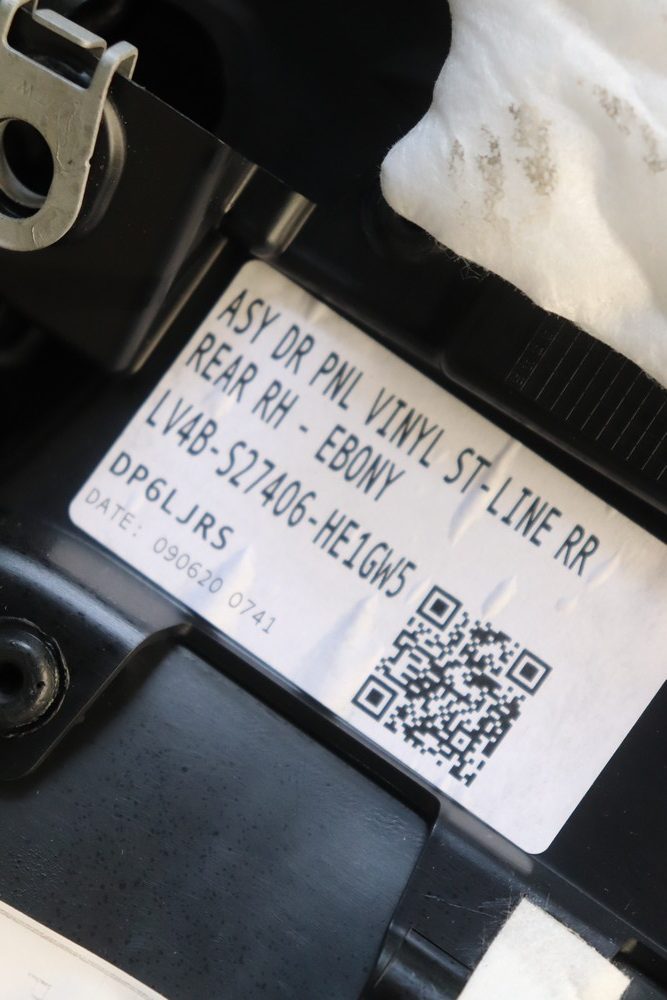 ASY DR PNL VINYL ST-LINE RR
REAR RH - EBONY
LV4B-S27406-HE1GW5
DP6LJRS
DATE: 090620 0741